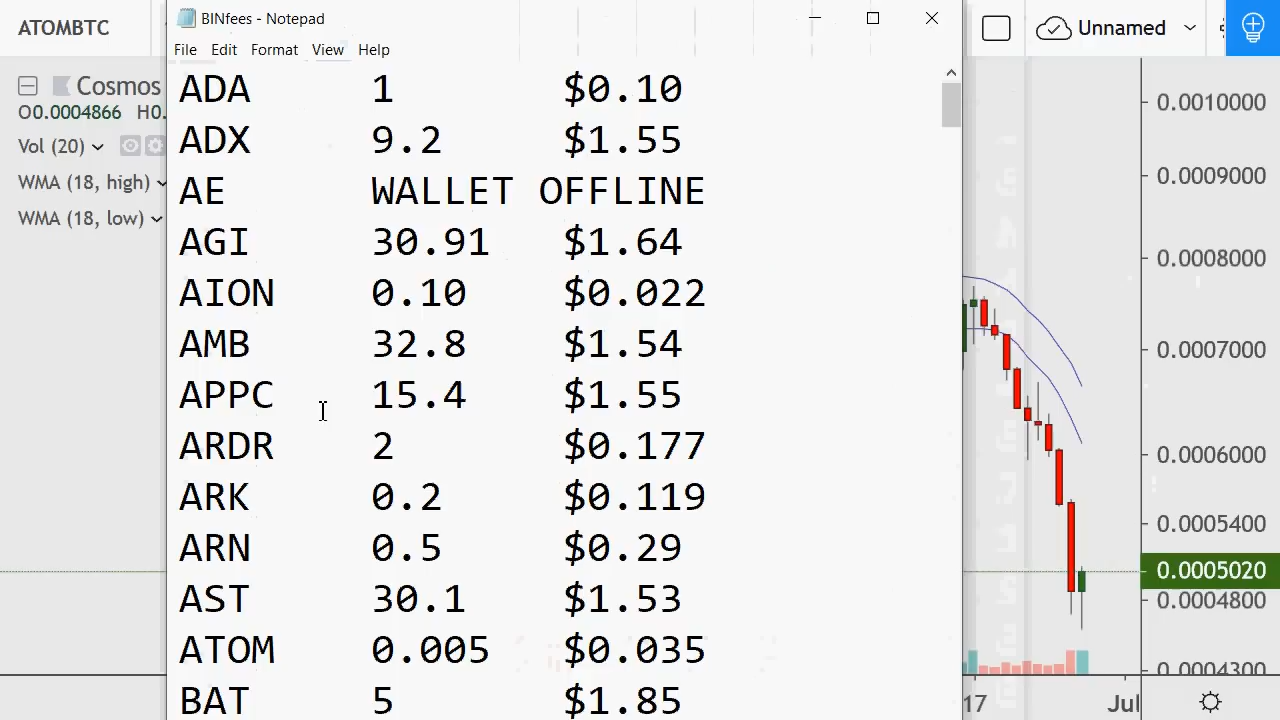 ATOMBTC
BINfees - Notepad
Unnamed
File Edit Format View Help
Cosmos
O0.0004866 H0.
Vol (20)
WMA (18, high)
WMA (18, low)
ADA 1 $0.10
ADX 9.2 $1.55
AE WALLET OFFLINE
AGI 30.91 $1.64
AION 0.10 $0.022
AMB 32.8 $1.54
APPC 15.4 $1.55
ARDR 2 $0.177
ARK 0.2 $0.119
ARN 0.5 $0.29
AST 30.1 $1.53
ATOM 0.005 $0.035
BAT 5 $1.85
0.0010000
0.0009000
0.0008000
0.0007000
0.0006000
0.0005400
0.0005020
0.0004800
0.0004300
17 Jul